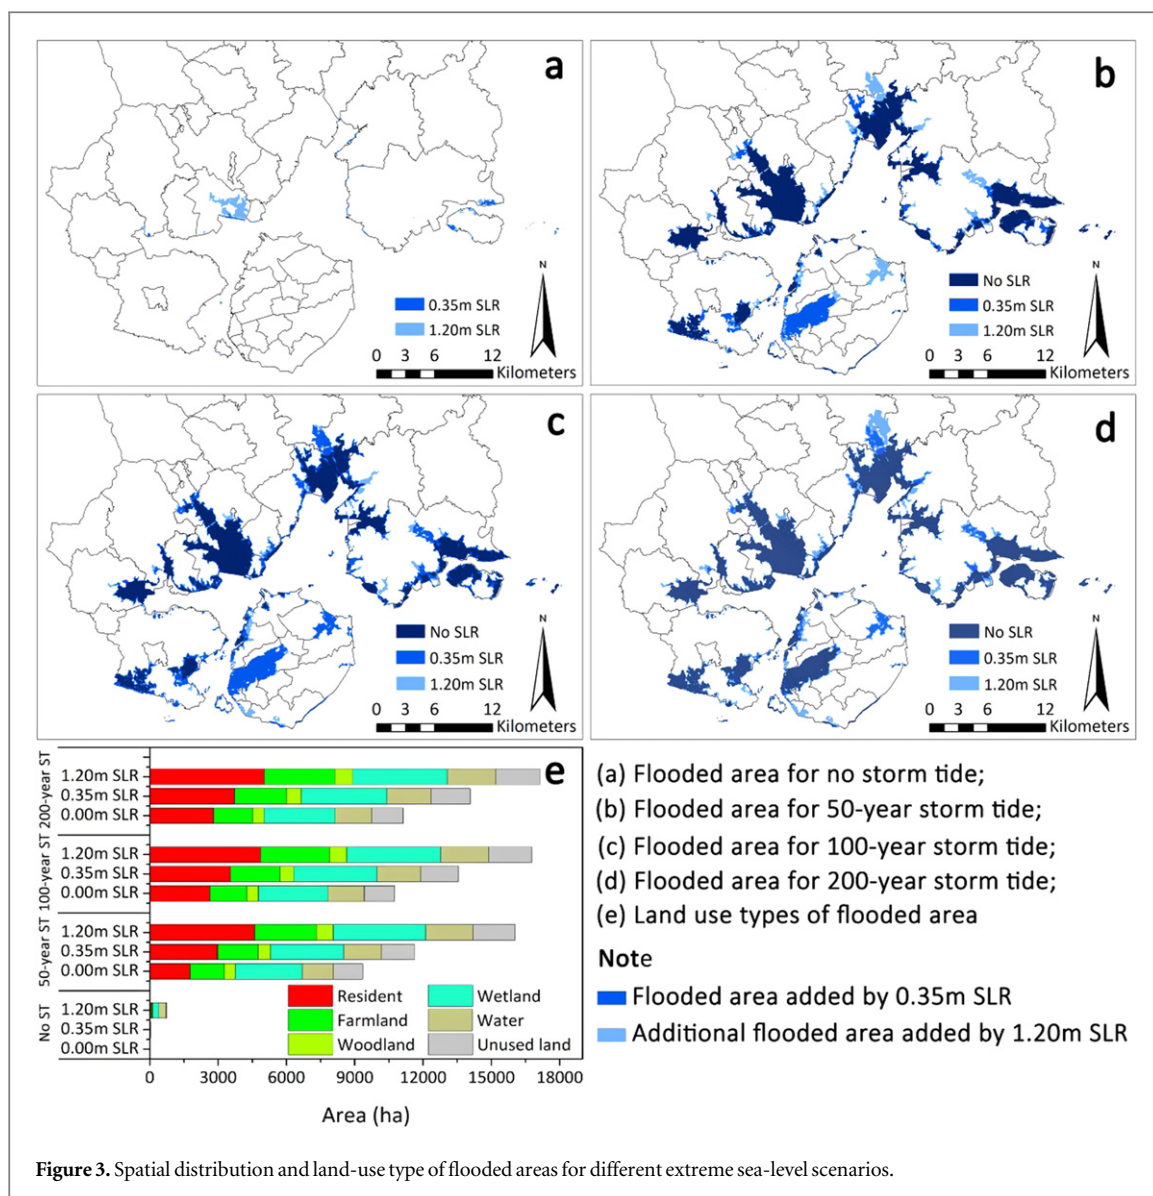 a
N
0.35m SLR
1.20m SLR
0 3 6 12
Kilometers
b
N
No SLR
0.35m SLR
1.20m SLR
0 3 6 12
Kilometers
c
N
No SLR
0.35m SLR
1.20m SLR
0 3 6 12
Kilometers
d
N
No SLR
0.35m SLR
1.20m SLR
0 3 6 12
Kilometers
e
200-year ST
1.20m SLR
0.35m SLR
0.00m SLR
100-year ST
1.20m SLR
0.35m SLR
0.00m SLR
50-year ST
1.20m SLR
0.35m SLR
0.00m SLR
No ST
1.20m SLR
0.35m SLR
0.00m SLR
Resident
Wetland
Farmland
Water
Woodland
Unused land
0 3000 6000 9000 12000 15000 18000
Area (ha)
(a) Flooded area for no storm tide;
(b) Flooded area for 50-year storm tide;
(c) Flooded area for 100-year storm tide;
(d) Flooded area for 200-year storm tide;
(e) Land use types of flooded area
Note
Flooded area added by 0.35m SLR
Additional flooded area added by 1.20m SLR
Figure 3. Spatial distribution and land-use type of flooded areas for different extreme sea-level scenarios.